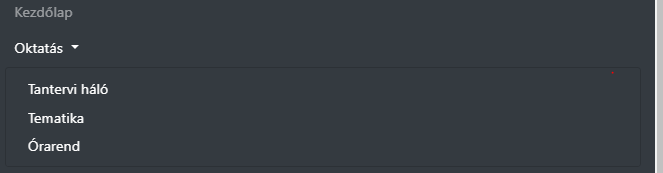 Kezdőlap
Oktatás
Tantervi háló
Tematika
Órarend